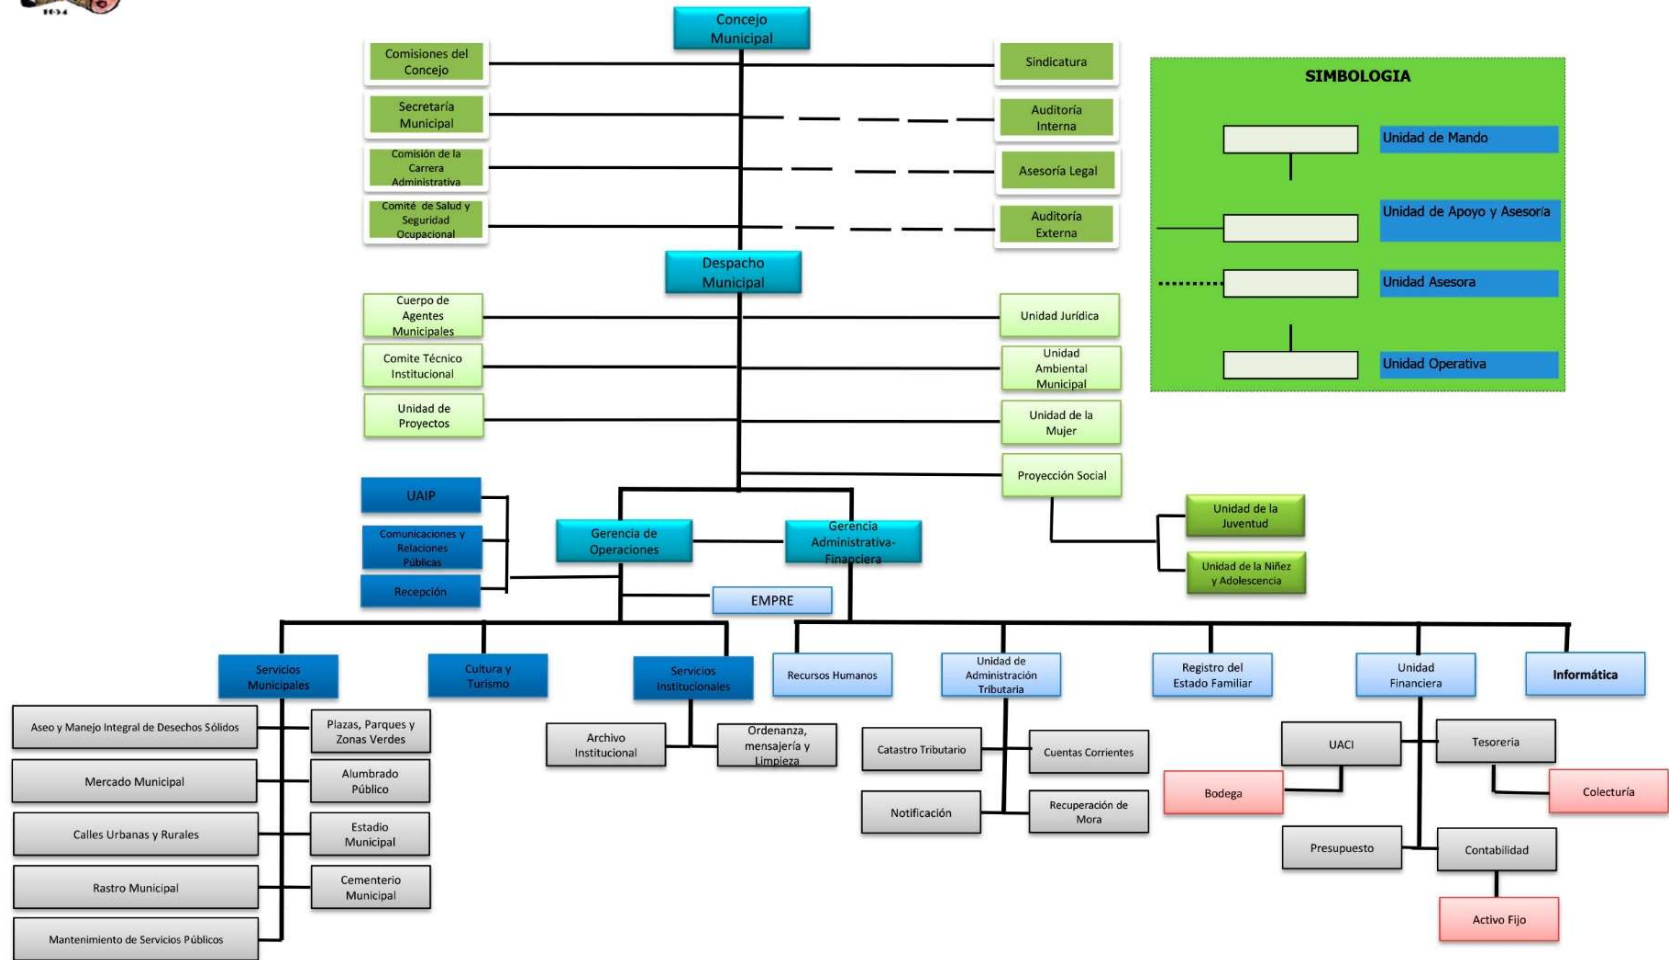 1934
Concejo
Municipal
Comisiones del
Concejo
Sindicatura
Secretaría
Municipal
Auditoría
Interna
Comisión de la
Carrera
Administrativa
Asesoría Legal
Comité de Salud y
Seguridad
Ocupacional
Auditoría
Externa
SIMBOLOGIA
Unidad de Mando
Unidad de Apoyo y Asesoría
Unidad Asesora
Unidad Operativa
Despacho
Municipal
Cuerpo de
Agentes
Municipales
Unidad Jurídica
Comite Técnico
Institucional
Unidad
Ambiental
Municipal
Unidad de
Proyectos
Unidad de la
Mujer
Proyección Social
Unidad de la
Juventud
Unidad de la Niñez
y Adolescencia
UAIP
Comunicaciones y
Relaciones
Públicas
Recepción
Gerencia de
Operaciones
Gerencia
Administrativa-
Financiera
EMPRE
Servicios
Municipales
Cultura y
Turismo
Servicios
Institucionales
Recursos Humanos
Unidad de
Administración
Tributaria
Registro del
Estado Familiar
Unidad
Financiera
Informática
Aseo y Manejo Integral de Desechos Sólidos
Plazas, Parques y
Zonas Verdes
Mercado Municipal
Alumbrado
Público
Calles Urbanas y Rurales
Estadio
Municipal
Rastro Municipal
Cementerio
Municipal
Mantenimiento de Servicios Públicos
Archivo
Institucional
Ordenanza,
mensajería y
Limpieza
Catastro Tributario
Cuentas Corrientes
Notificación
Recuperación de
Mora
UACI
Tesoreria
Bodega
Colecturía
Presupuesto
Contabilidad
Activo Fijo